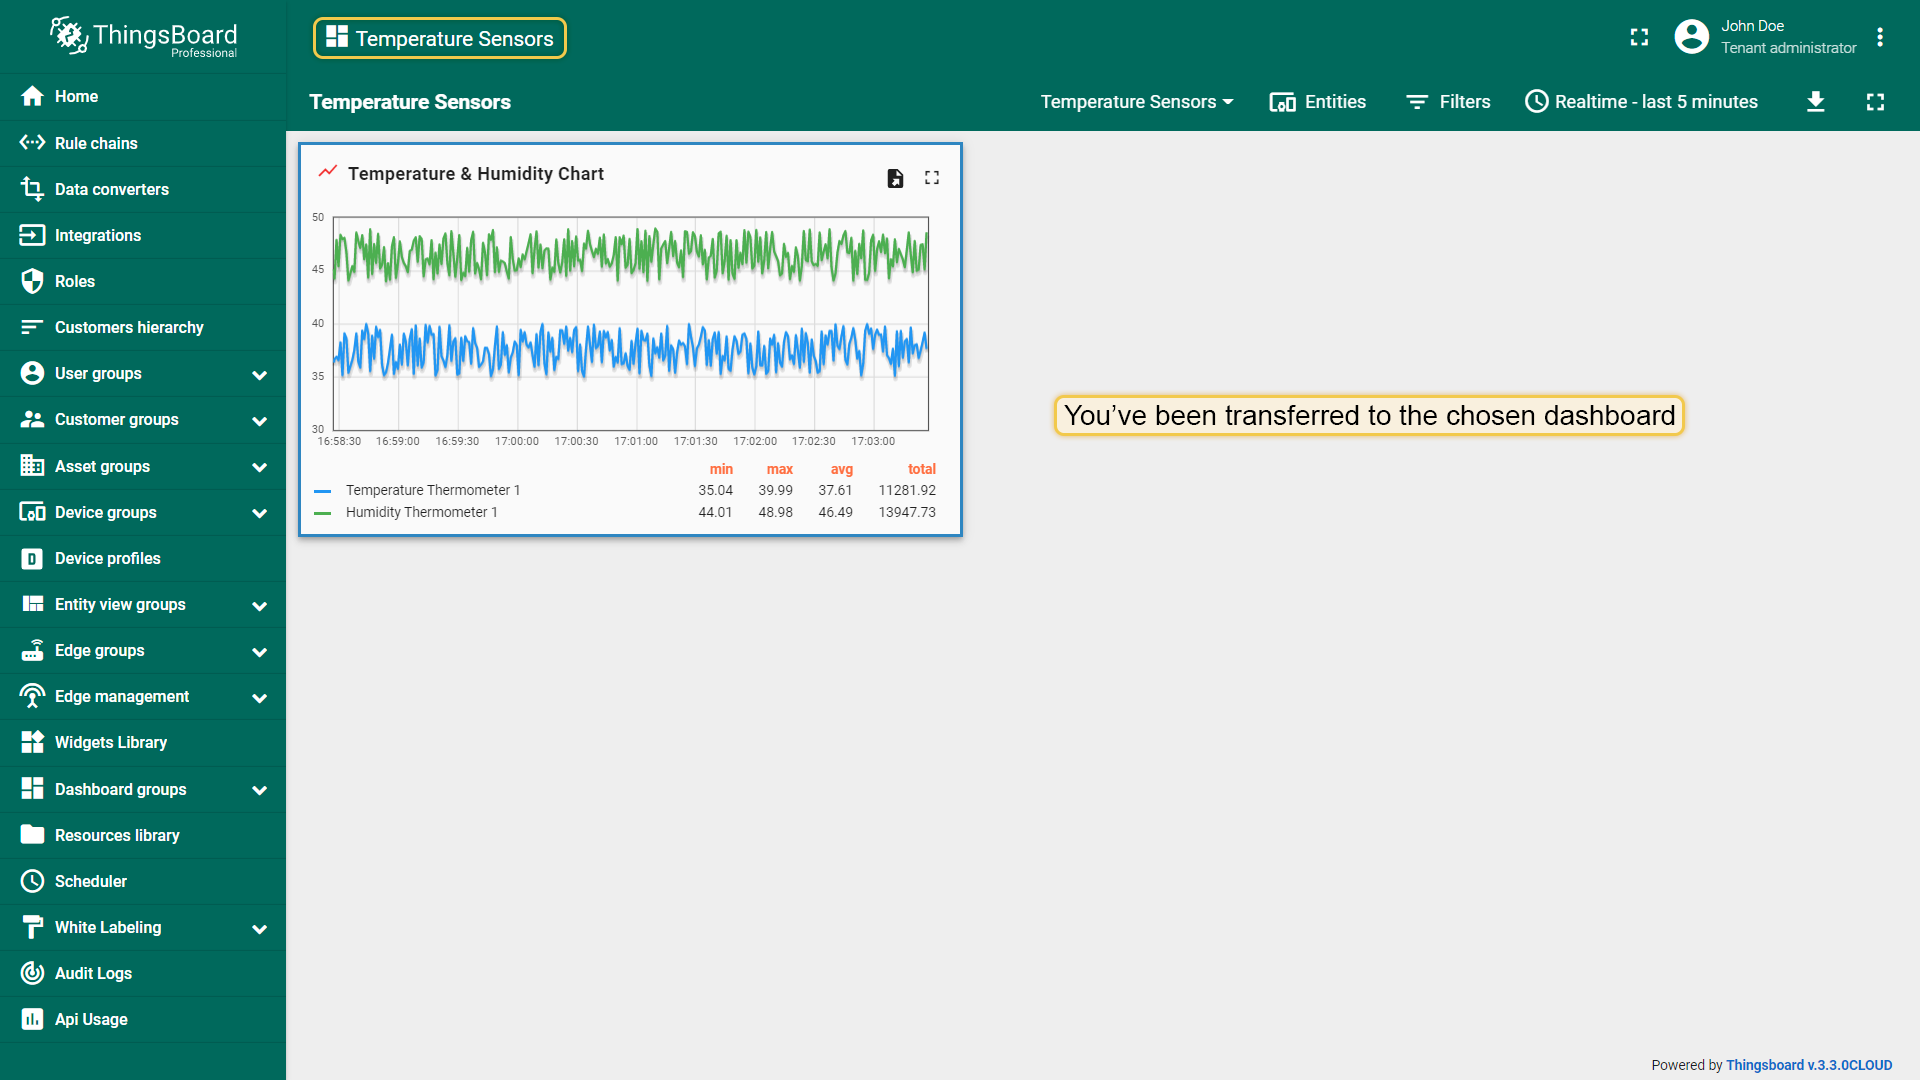 ThingsBoard
Professional
Temperature Sensors
John Doe
Tenant administrator
Home
Rule chains
Data converters
Integrations
Roles
Customers hierarchy
User groups
Customer groups
Asset groups
Device groups
Device profiles
Entity view groups
Edge groups
Edge management
Widgets Library
Dashboard groups
Resources library
Scheduler
White Labeling
Audit Logs
Api Usage
Temperature Sensors
Temperature Sensors
Entities
Filters
Realtime - last 5 minutes
Temperature & Humidity Chart
50
45
40
35
30
16:58:30 16:59:00 16:59:30 17:00:00 17:00:30 17:01:00 17:01:30 17:02:00 17:02:30 17:03:00
min max avg total
Temperature Thermometer 1 35.04 39.99 37.61 11281.92
Humidity Thermometer 1 44.01 48.98 46.49 13947.73
You’ve been transferred to the chosen dashboard
Powered by Thingsboard v.3.3.0CLOUD